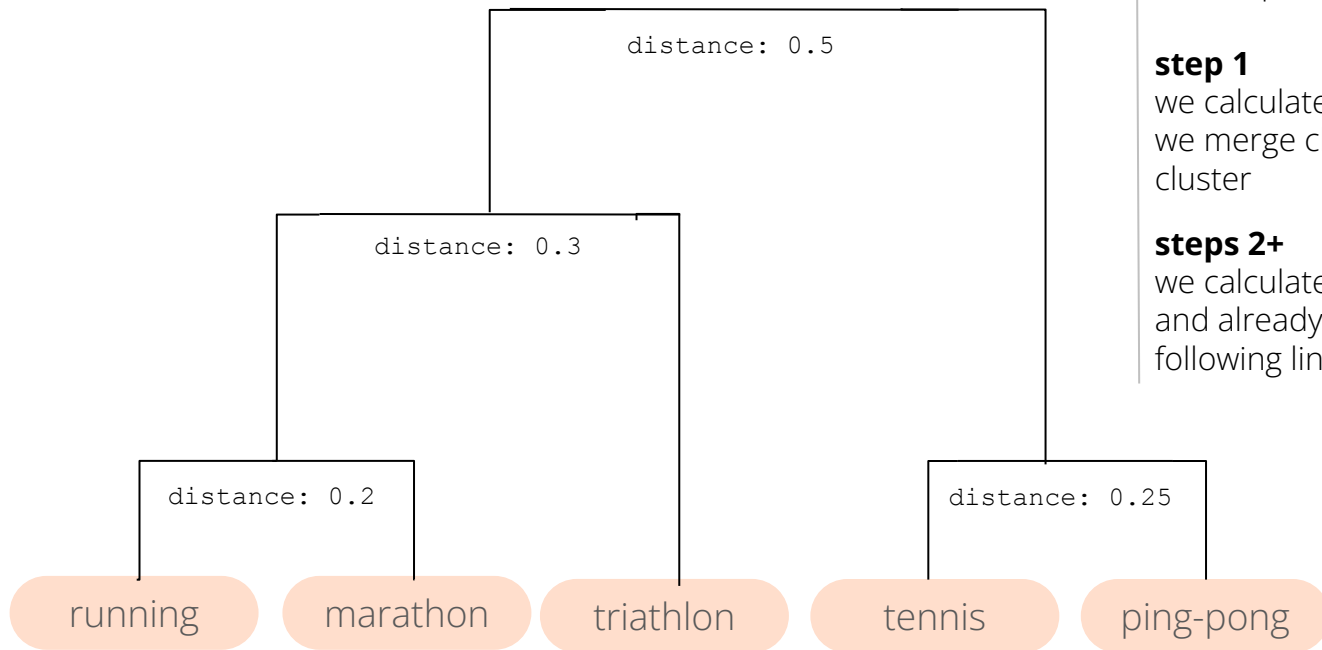 distance: 0.5
distance: 0.3
distance: 0.2
distance: 0.25
running
marathon
triathlon
tennis
ping-pong
step 1
we calculate
we merge c
cluster
steps 2+
we calculate
and already
following lin